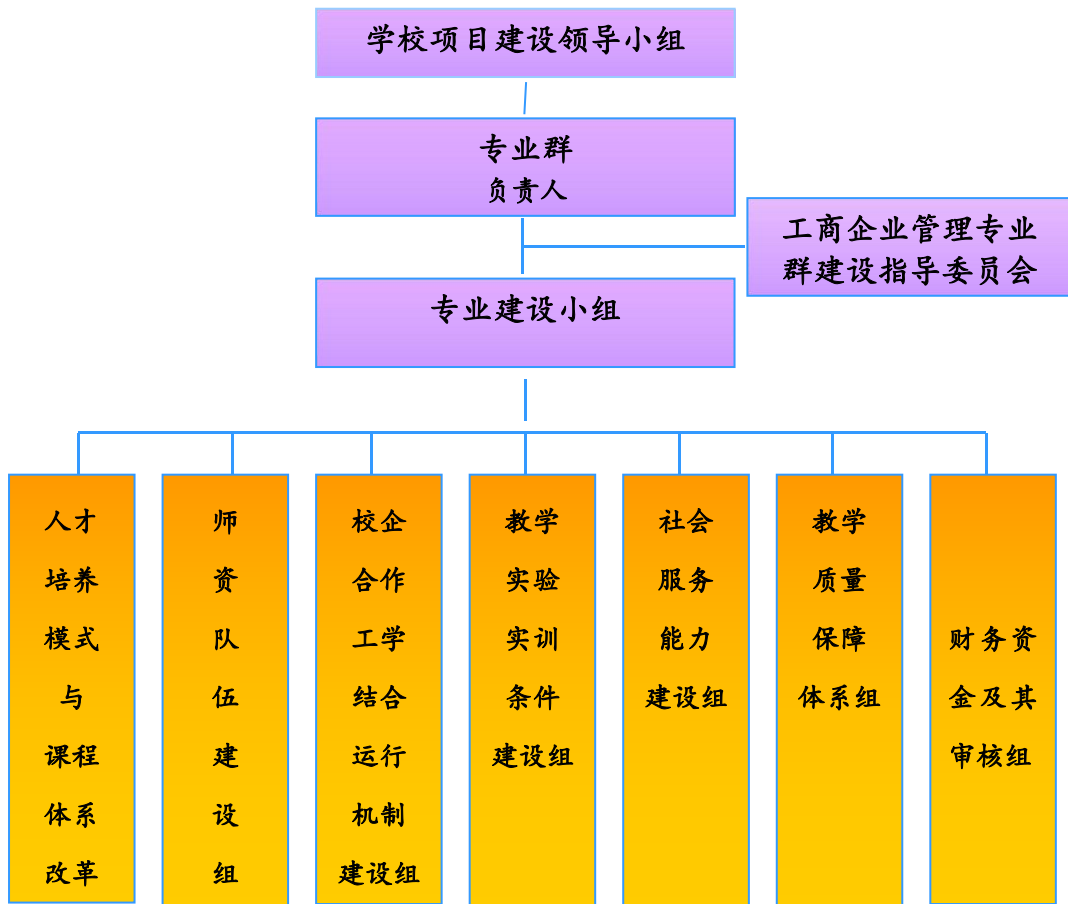 学校项目建设领导小组
专业群
负责人
工商企业管理专业
群建设指导委员会
专业建设小组
人才
培养
模式
与
课程
体系
改革
师
资
队
伍
建
设
组
校企
合作
工学
结合
运行
机制
建设组
教学
实验
实训
条件
建设组
社会
服务
能力
建设组
教学
质量
保障
体系组
财务资
金及其
审核组